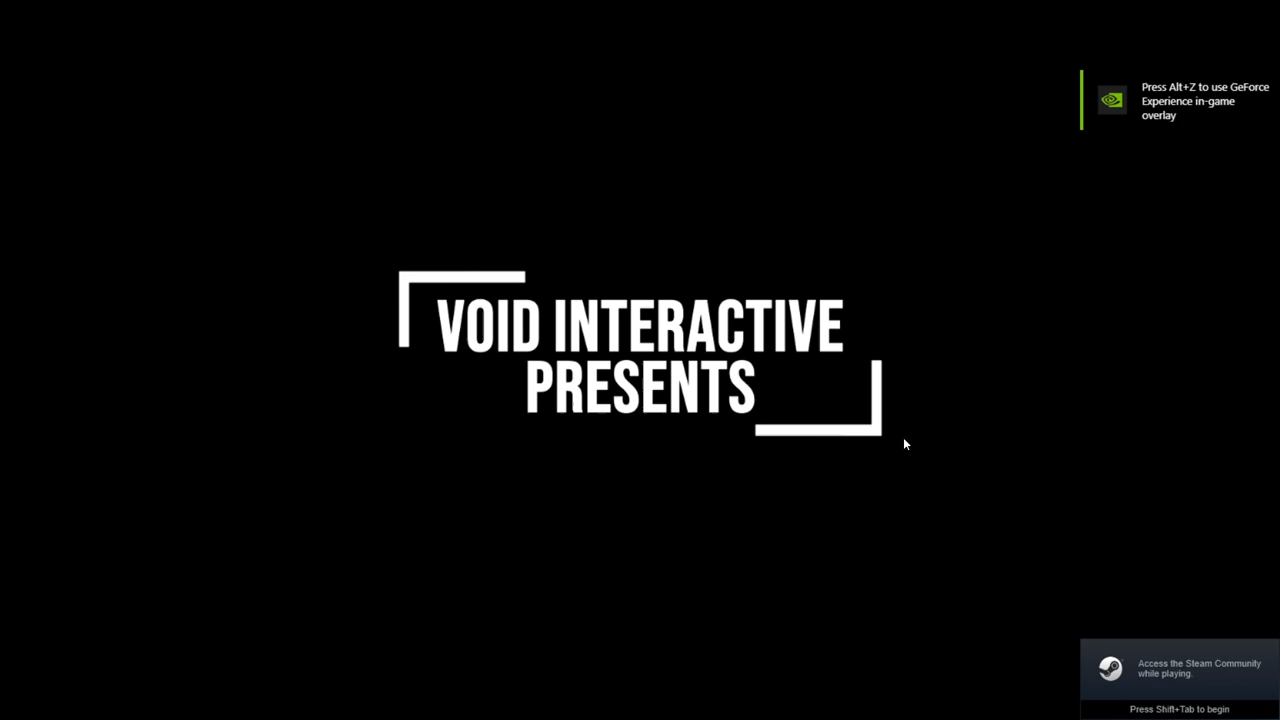 Press Alt+Z to use GeForce
Experience in-game
overlay
VOID INTERACTIVE
PRESENTS
Access the Steam Community
while playing.
Press Shift+Tab to begin